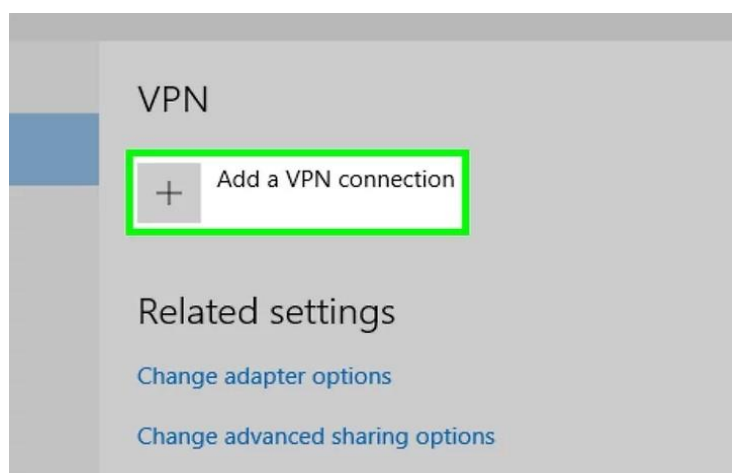 VPN
+ Add a VPN connection
Related settings
Change adapter options
Change advanced sharing options